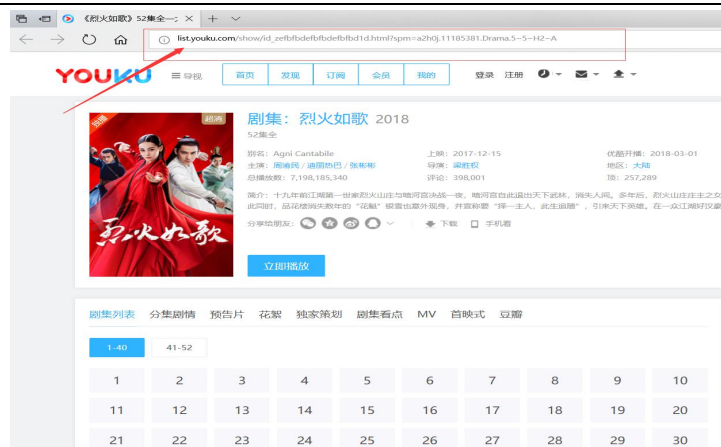 《烈火如歌》52集全—;
list.youku.com/show/id_zefbfbdefbfbdefbfbd1d.html?spm=a2h0j.11185381.Drama.5~5~H2~A
YOUKU 导视 首页 发现 订阅 会员 我的 登录 注册
独播 超清
剧集：烈火如歌 2018
52集全
别名：Agni Cantabile 上映：2017-12-15 优酷开播：2018-03-01
主演：周渝民/迪丽热巴/张彬彬 导演：梁胜权 地区：大陆
总播放数：7,198,185,340 评论：398,001 顶：257,289
简介：十九年前江湖第一世家烈火山庄与暗河宫决战一夜，暗河宫自此退出天下武林，消失人间。多年后，烈火山庄庄主之女
此同时，品花楼消失数年的“花魁”银雪也意外现身，并宣称要“择一主人，此生追随”，引来天下英雄。在一众江湖好汉豪
烈火如歌
分享给朋友： 下载 手机看
立即播放
剧集列表 分集剧情 预告片 花絮 独家策划 剧集看点 MV 首映式 豆瓣
1-40 41-52
1 2 3 4 5 6 7 8 9 10
11 12 13 14 15 16 17 18 19 20
21 22 23 24 25 26 27 28 29 30